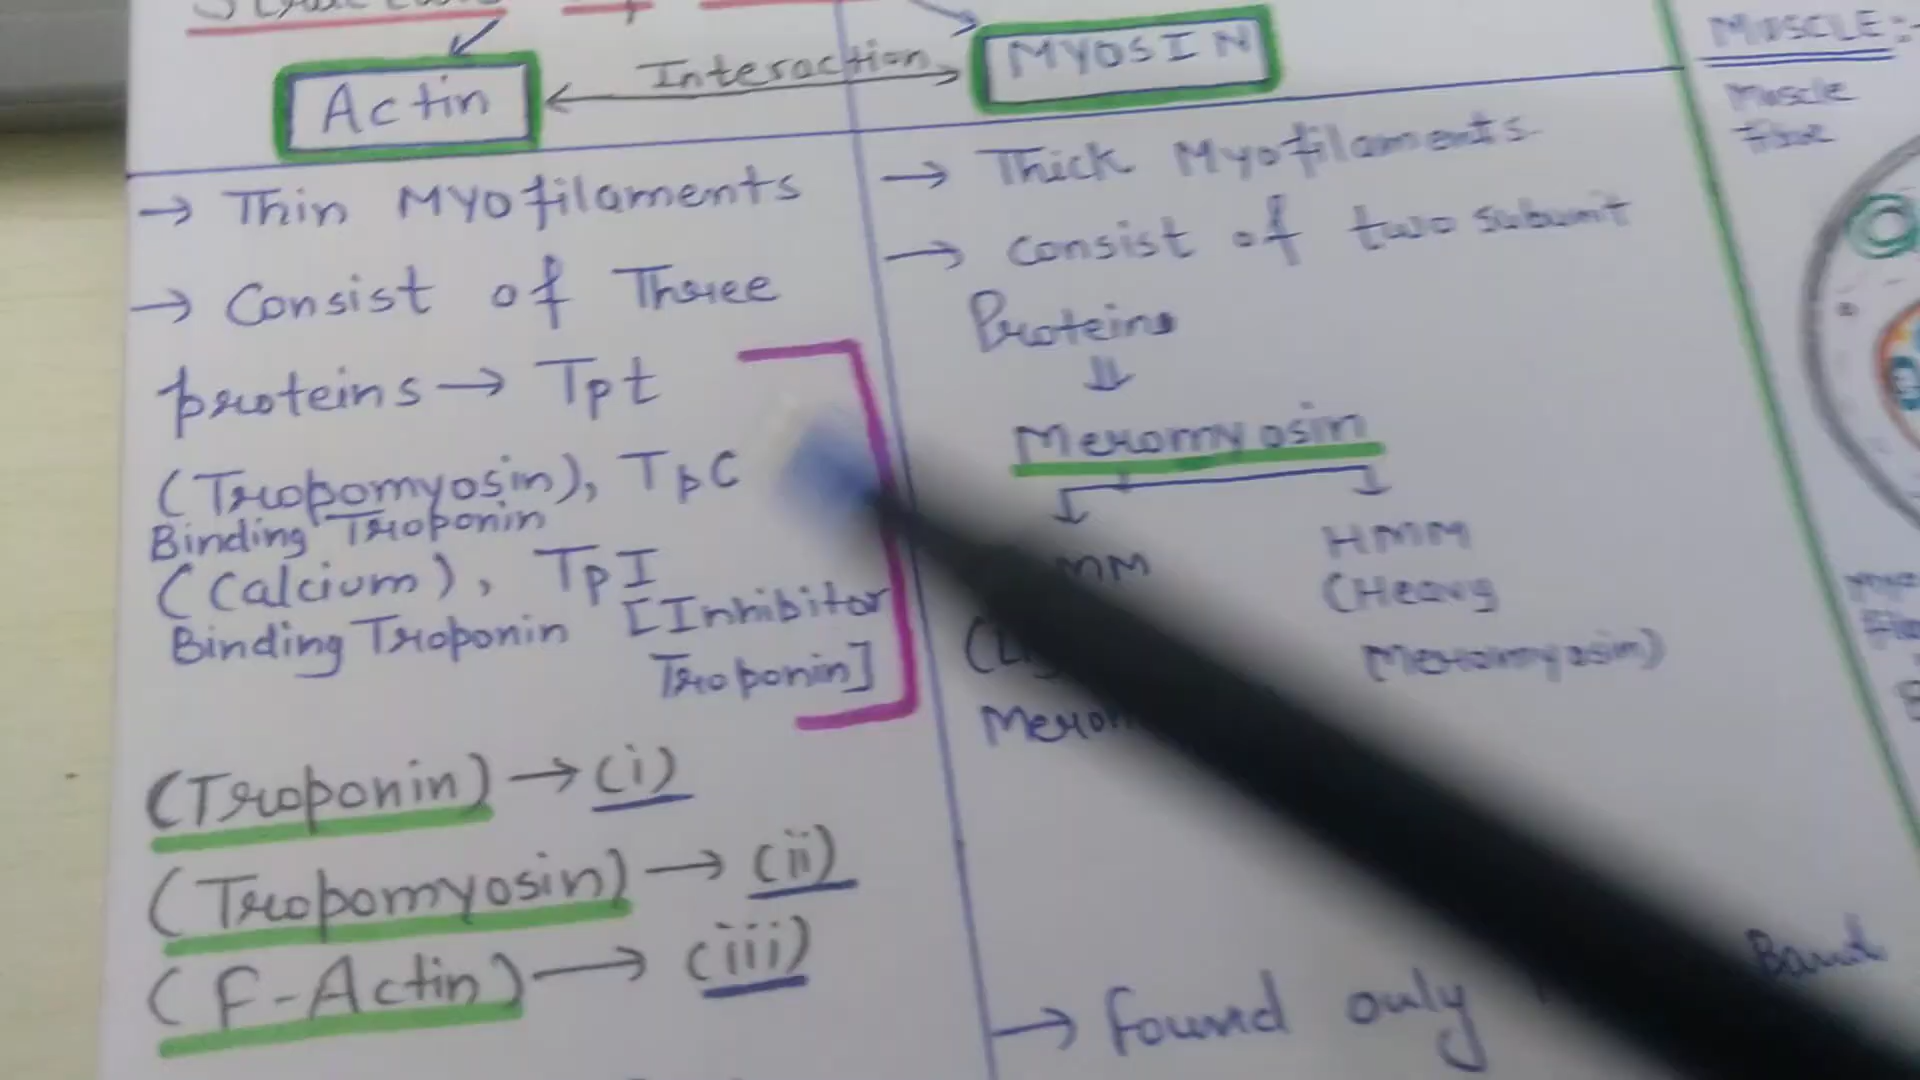 Actin
Interaction
MYOSIN
→ Thin MYofilaments
→ Consist of Three
proteins → Tpt
(Tropomyosin), TpC
Binding Troponin
(Calcium), TpI
Binding Troponin [Inhibitor
Troponin]
(Troponin) → (i)
(Tropomyosin) → (ii)
(F-Actin) → (iii)
→ Thick Myofilaments
→ Consist of two subunit
Proteins
Meromyosin
HMM
(Heavy
Meromyosin)
→ found only
MUSCLE:-
Muscle
Band